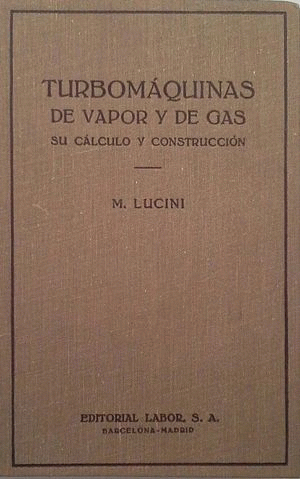 TURBOMÁQUINAS
DE VAPOR Y DE GAS
SU CÁLCULO Y CONSTRUCCIÓN
M. LUCINI
EDITORIAL LABOR, S. A.
BARCELONA-MADRID